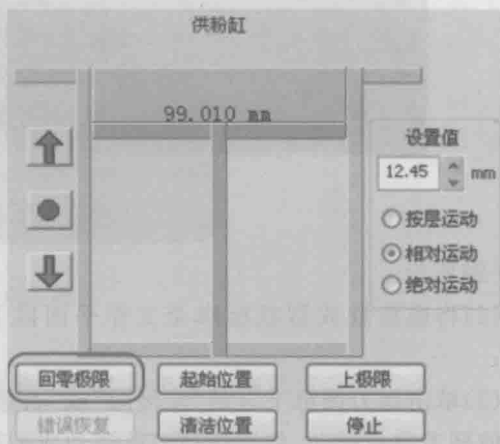 供粉缸
99.010 mm
设置值
12.45 mm
按层运动
相对运动
绝对运动
回零极限 起始位置 上极限
错误恢复 清洁位置 停止